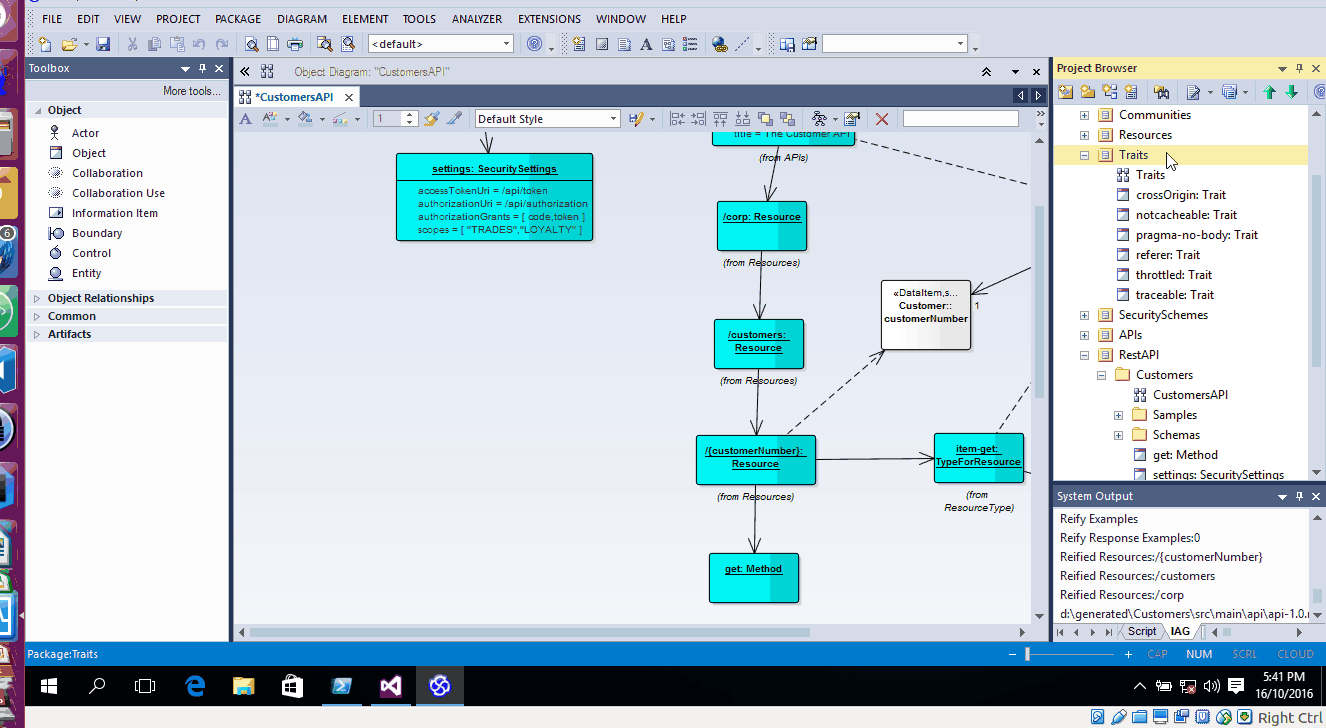 FILE EDIT VIEW PROJECT PACKAGE DIAGRAM ELEMENT TOOLS ANALYZER EXTENSIONS WINDOW HELP
<default>
Toolbox
More tools...
Object
Actor
Object
Collaboration
Collaboration Use
Information Item
Boundary
Control
Entity
Object Relationships
Common
Artifacts
Object Diagram: "CustomersAPI"
*CustomersAPI
1
Default Style
settings: SecuritySettings
accessTokenUri = /api/token
authorizationUri = /api/authorization
authorizationGrants = [ code,token ]
scopes = [ "TRADES","LOYALTY" ]
title = The Customer API
(from APIs)
/corp: Resource
(from Resources)
/customers:
Resource
(from Resources)
«DataItem,s...
Customer::
customerNumber
1
/{customerNumber}:
Resource
(from Resources)
item-get:
TypeForResource
(from
ResourceType)
get: Method
Project Browser
Communities
Resources
Traits
Traits
crossOrigin: Trait
notcacheable: Trait
pragma-no-body: Trait
referer: Trait
throttled: Trait
traceable: Trait
SecuritySchemes
APIs
RestAPI
Customers
CustomersAPI
Samples
Schemas
get: Method
settings: SecuritySettings
System Output
Reify Examples
Reify Response Examples:0
Reified Resources:/{customerNumber}
Reified Resources:/customers
Reified Resources:/corp
d:\generated\Customers\src\main\api\api-1.0.r
Script IAG
Package:Traits
CAP NUM SCRL CLOUD
6
5:41 PM
16/10/2016
Right Ctrl